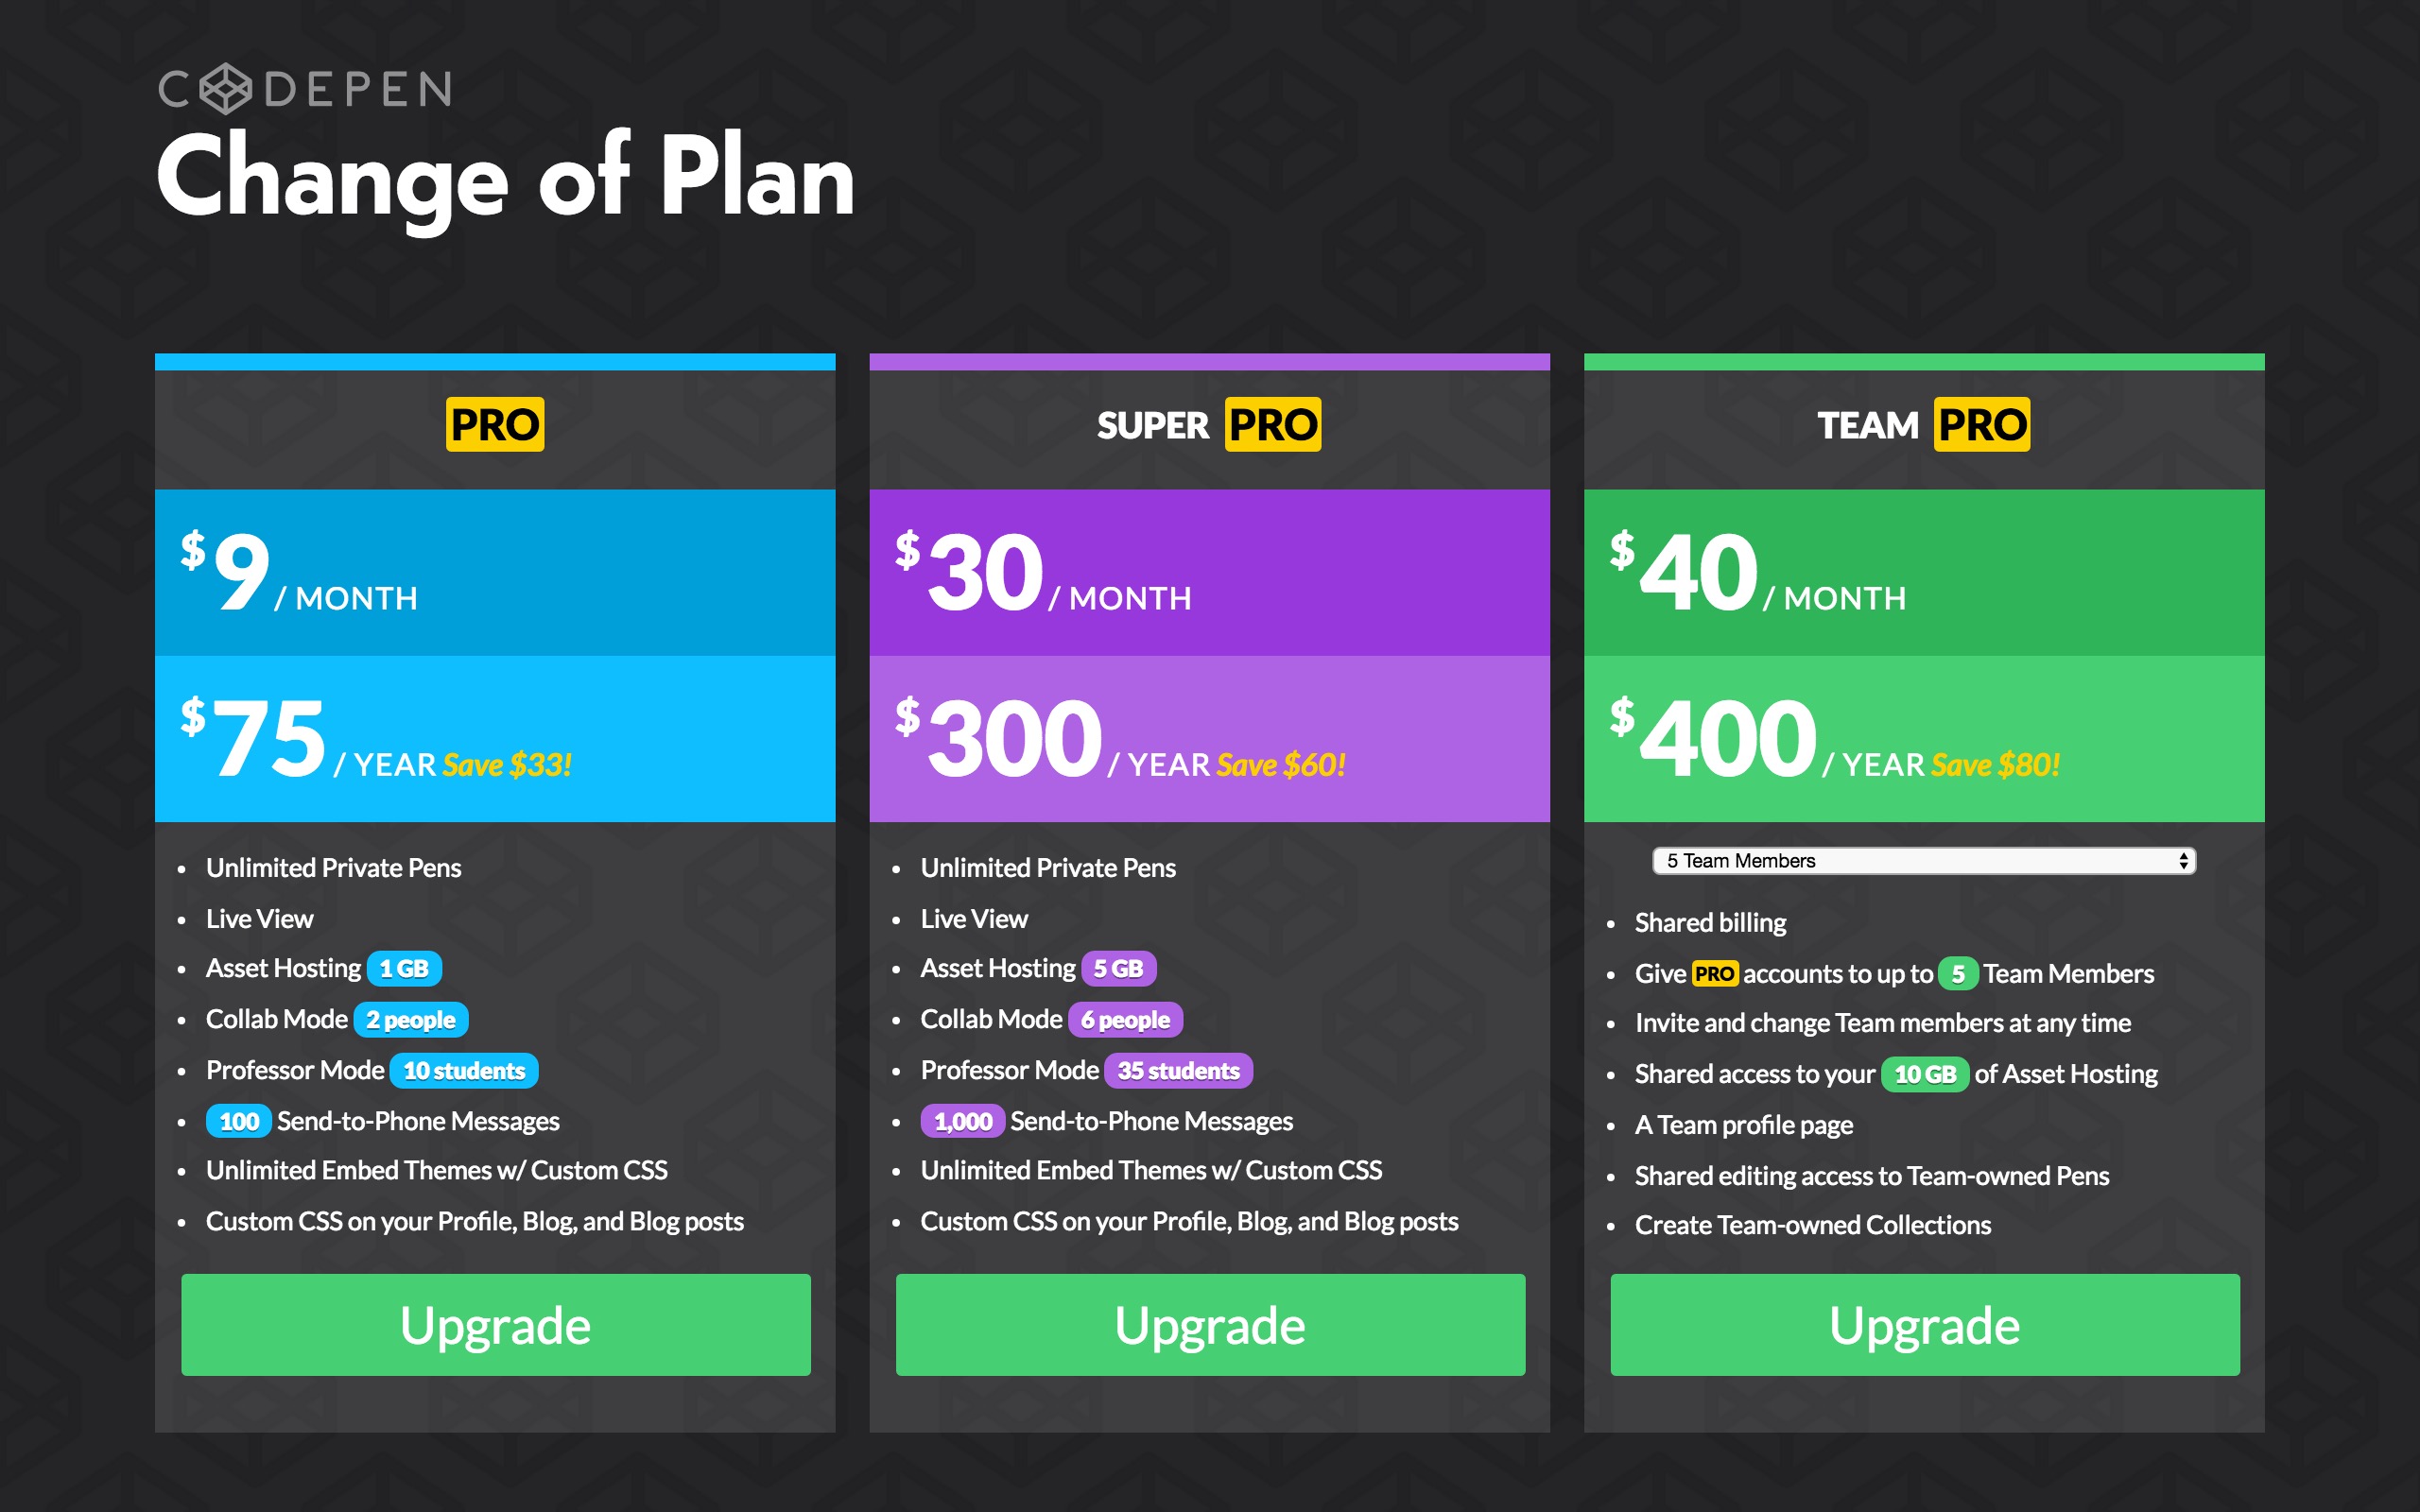 CODEPEN
Change of Plan
PRO
$9 / MONTH
$75 / YEAR Save $33!
Unlimited Private Pens
Live View
Asset Hosting 1 GB
Collab Mode 2 people
Professor Mode 10 students
100 Send-to-Phone Messages
Unlimited Embed Themes w/ Custom CSS
Custom CSS on your Profile, Blog, and Blog posts
Upgrade
SUPER PRO
$30 / MONTH
$300 / YEAR Save $60!
Unlimited Private Pens
Live View
Asset Hosting 5 GB
Collab Mode 6 people
Professor Mode 35 students
1,000 Send-to-Phone Messages
Unlimited Embed Themes w/ Custom CSS
Custom CSS on your Profile, Blog, and Blog posts
Upgrade
TEAM PRO
$40 / MONTH
$400 / YEAR Save $80!
5 Team Members
Shared billing
Give PRO accounts to up to 5 Team Members
Invite and change Team members at any time
Shared access to your 10 GB of Asset Hosting
A Team profile page
Shared editing access to Team-owned Pens
Create Team-owned Collections
Upgrade